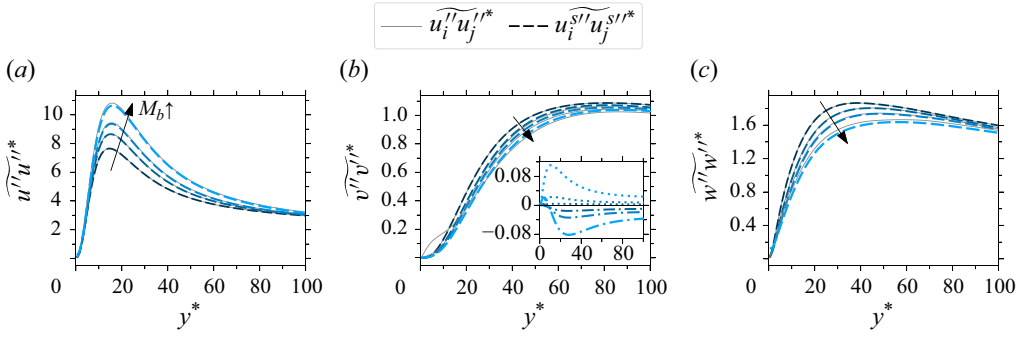 $\widetilde{u_i'' u_j''}^*$ $\widetilde{u_i^{s\prime\prime} u_j^{s\prime\prime}}^*$
(a) (b) (c)
10
8
6
4
2
0
$\widetilde{u''u''}^*$
$M_b$↑
0 20 40 60 80 100
$y^*$
1.0
0.8
0.6
0.4
0.2
0
$\widetilde{v''v''}^*$
0.08
0
−0.08
0 40 80
20 40 60 80 100
$y^*$
1.6
1.2
0.8
0.4
0
$\widetilde{w''w''}^*$
20 40 60 80 100
$y^*$